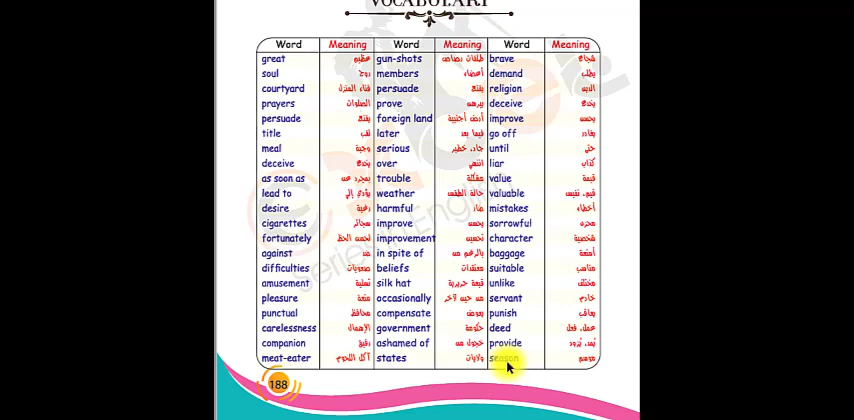 VOCABULARY
Word Meaning Word Meaning Word Meaning
great عظيم gun-shots طلقات رصاص brave شجاع
soul روح members أعضاء demand يطلب
courtyard فناء المنزل persuade يقنع religion الدين
prayers الصلوات prove يبرهن deceive يخدع
persuade يقنع foreign land أرض أجنبية improve يحسن
title لقب later فيما بعد go off يغادر
meal وجبة serious جاد، خطير until حتى
deceive يخدع over انتهى liar كذاب
as soon as بمجرد عن trouble مشكلة value قيمة
lead to يؤدي إلى weather حالة الطقس valuable قيم، نفيس
desire رغبة harmful ضار mistakes أخطاء
cigarettes سجائر improve يحسن sorrowful محزن
fortunately لحسن الحظ improvement تحسين character شخصية
against ضد in spite of بالرغم من baggage أمتعة
difficulties صعوبات beliefs معتقدات suitable مناسب
amusement تسلية silk hat قبعة حريرية unlike مختلف
pleasure متعة occasionally من حين لآخر servant خادم
punctual محافظ compensate يعوض punish يعاقب
carelessness الإهمال government حكومة deed عمل، فعل
companion رفيق ashamed of خجول من provide يُمد، يُزود
meat-eater آكل اللحوم states ولايات season موسم
188